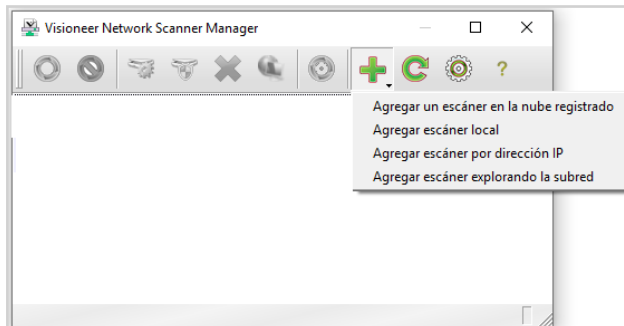 Visioneer Network Scanner Manager
?
Agregar un escáner en la nube registrado
Agregar escáner local
Agregar escáner por dirección IP
Agregar escáner explorando la subred